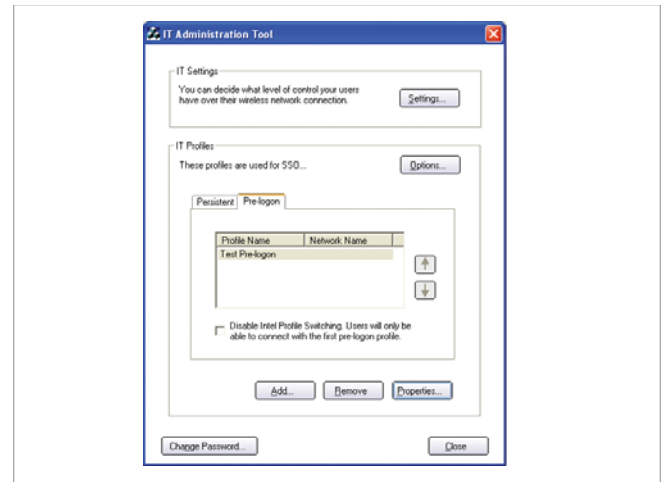 IT Administration Tool
IT Settings
You can decide what level of control your users
have over their wireless network connection.
Settings...
IT Profiles
These profiles are used for SSO...
Options...
Persistent
Pre-logon
Profile Name
Network Name
Test Pre-logon
Disable Intel Profile Switching. Users will only be
able to connect with the first pre-logon profile.
Add...
Remove
Properties...
Change Password...
Close